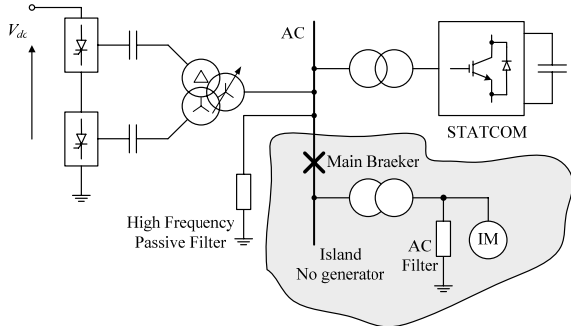 AC
V_dc
STATCOM
Main Braeker
High Frequency
Passive Filter
AC
Filter
IM
Island
No generator